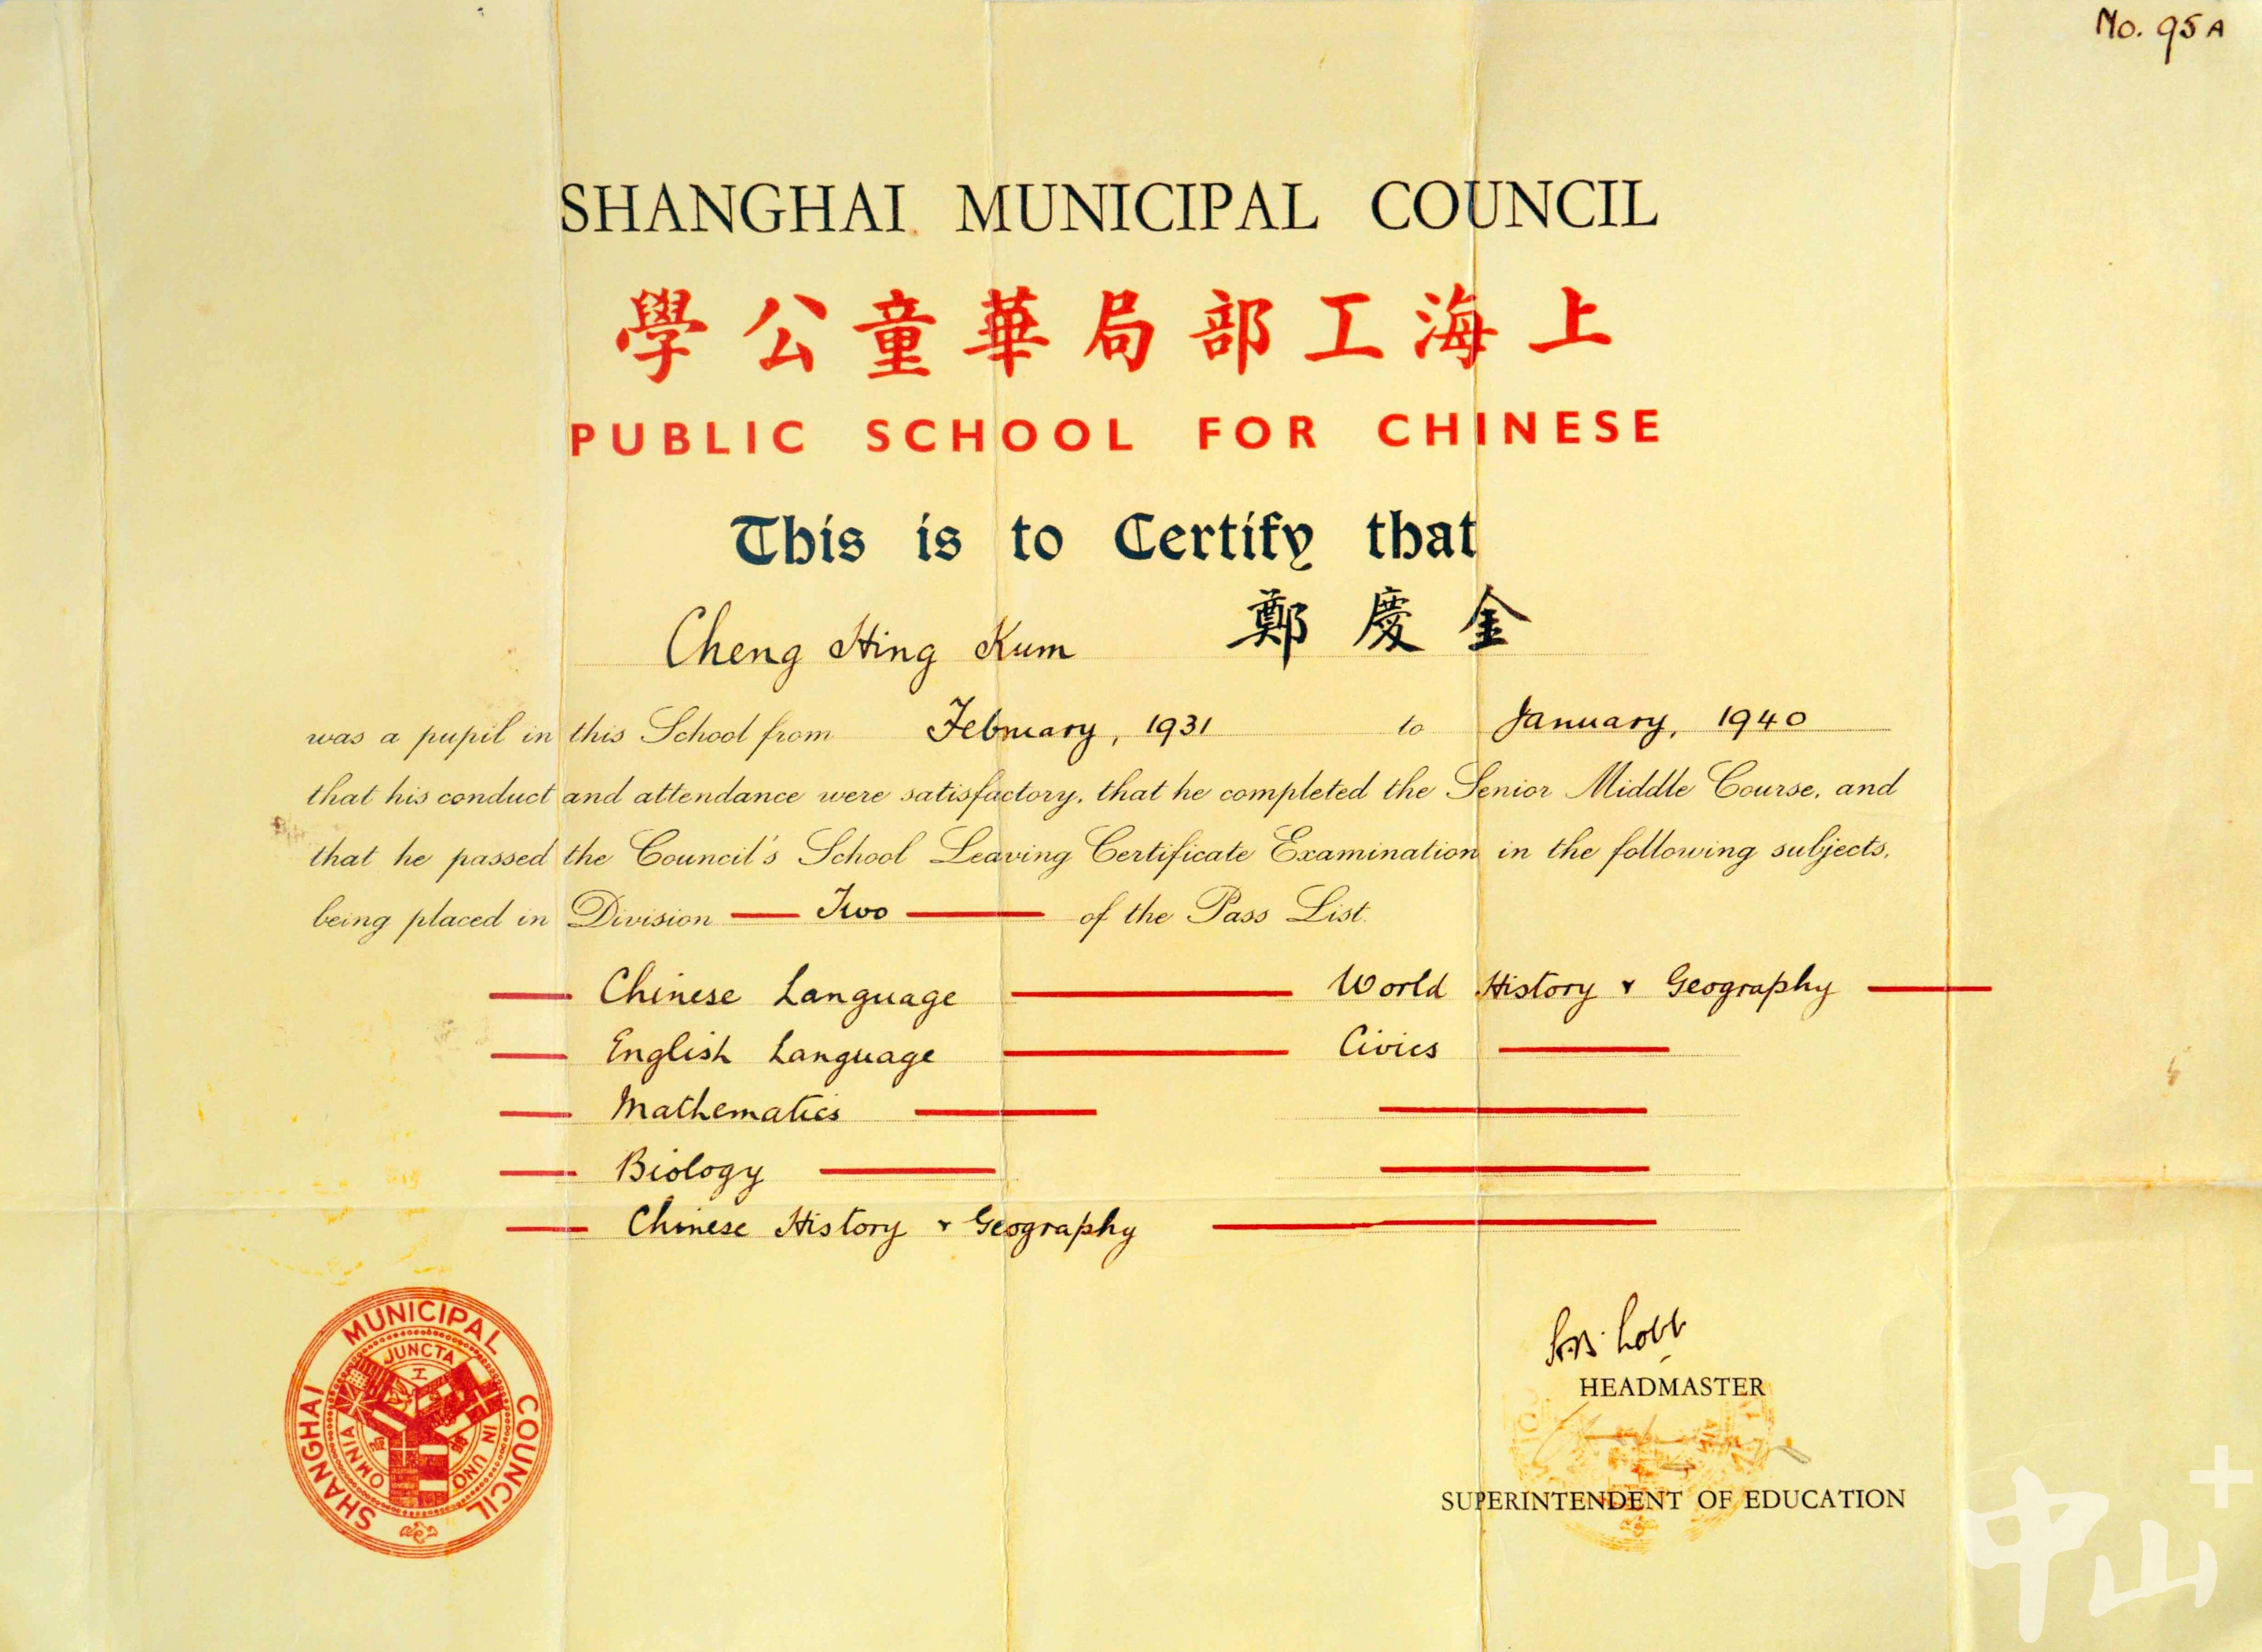 No. 95 A
SHANGHAI MUNICIPAL COUNCIL
學公童華局部工海上
PUBLIC SCHOOL FOR CHINESE
This is to Certify that
Cheng Hing Kum 鄭慶金
was a pupil in this School from February, 1931 to January, 1940
that his conduct and attendance were satisfactory, that he completed the Senior Middle Course, and
that he passed the Council's School Leaving Certificate Examination in the following subjects,
being placed in Division Two of the Pass List.
Chinese Language World History & Geography
English Language Civics
Mathematics
Biology
Chinese History & Geography
SHANGHAI MUNICIPAL COUNCIL
OMNIA JUNCTA IN UNO
工
HEADMASTER
SUPERINTENDENT OF EDUCATION
中山+